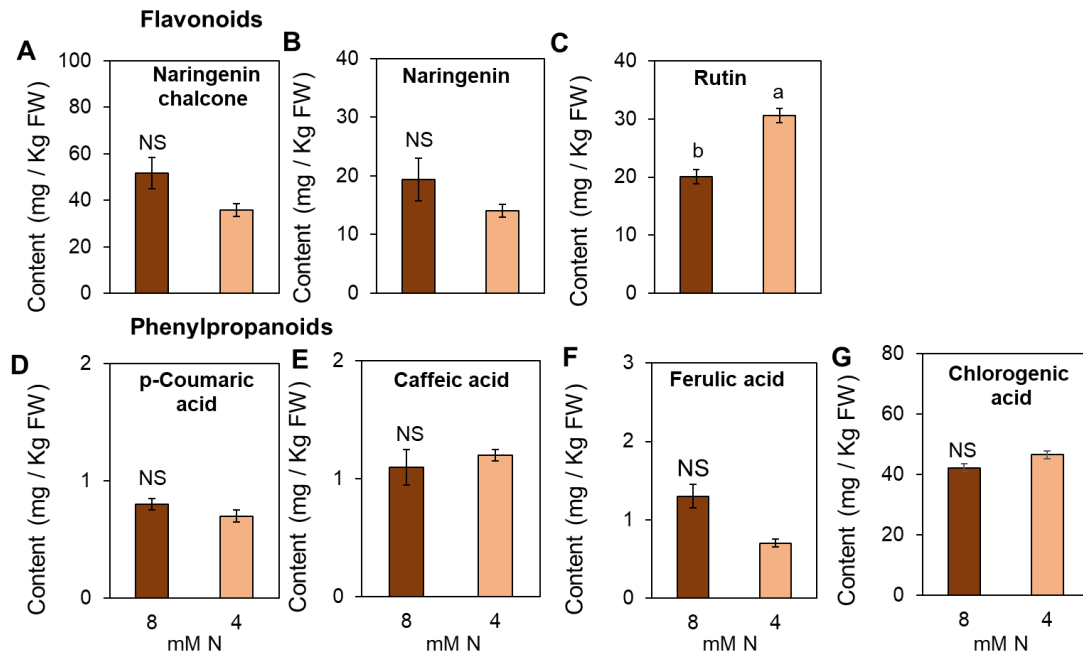 Flavonoids
A
Content (mg / Kg FW)
100
80
60
40
20
0
Naringenin
chalcone
NS
B
Content (mg / Kg FW)
40
30
20
10
0
Naringenin
NS
C
Content (mg / Kg FW)
40
30
20
10
0
Rutin
b
a
Phenylpropanoids
D
Content (mg / Kg FW)
2
1
0
p-Coumaric
acid
NS
8 4
mM N
E
Content (mg / Kg FW)
2
1
0
Caffeic acid
NS
8 4
mM N
F
Content (mg / Kg FW)
3
2
1
0
Ferulic acid
NS
8 4
mM N
G
Content (mg / Kg FW)
80
60
40
20
0
Chlorogenic
acid
NS
8 4
mM N